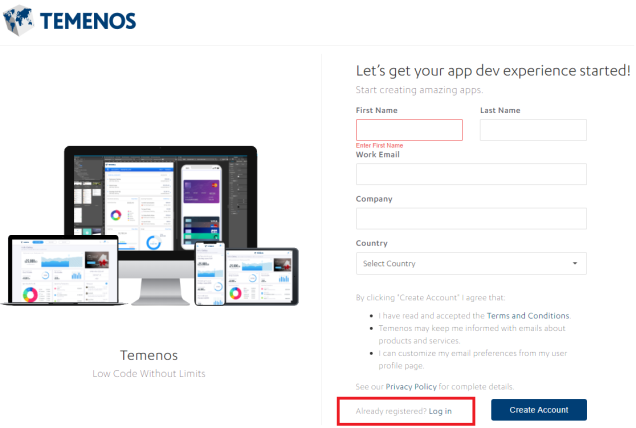 TEMENOS
Let's get your app dev experience started!
Start creating amazing apps.
First Name
Last Name
Enter First Name
Work Email
Company
Country
Select Country
By clicking "Create Account" I agree that:
• I have read and accepted the Terms and Conditions.
• Temenos may keep me informed with emails about
products and services.
• I can customize my email preferences from my user
profile page.
See our Privacy Policy for complete details.
Already registered? Log in
Create Account
Temenos
Low Code Without Limits